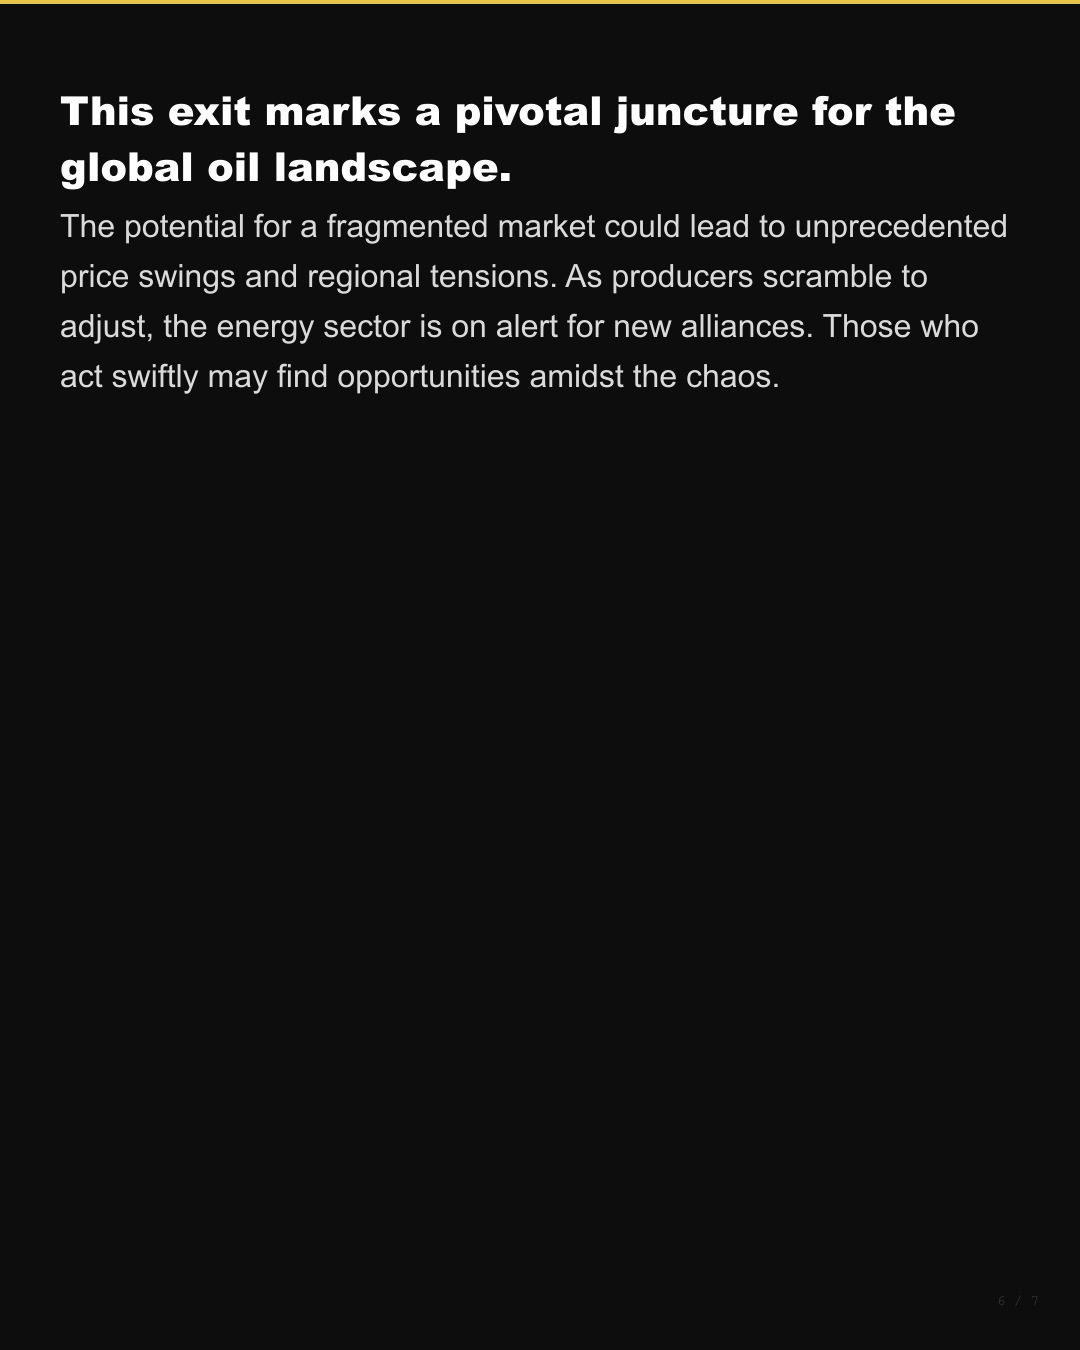 This exit marks a pivotal juncture for the
global oil landscape.
The potential for a fragmented market could lead to unprecedented
price swings and regional tensions. As producers scramble to
adjust, the energy sector is on alert for new alliances. Those who
act swiftly may find opportunities amidst the chaos.
6 / 7